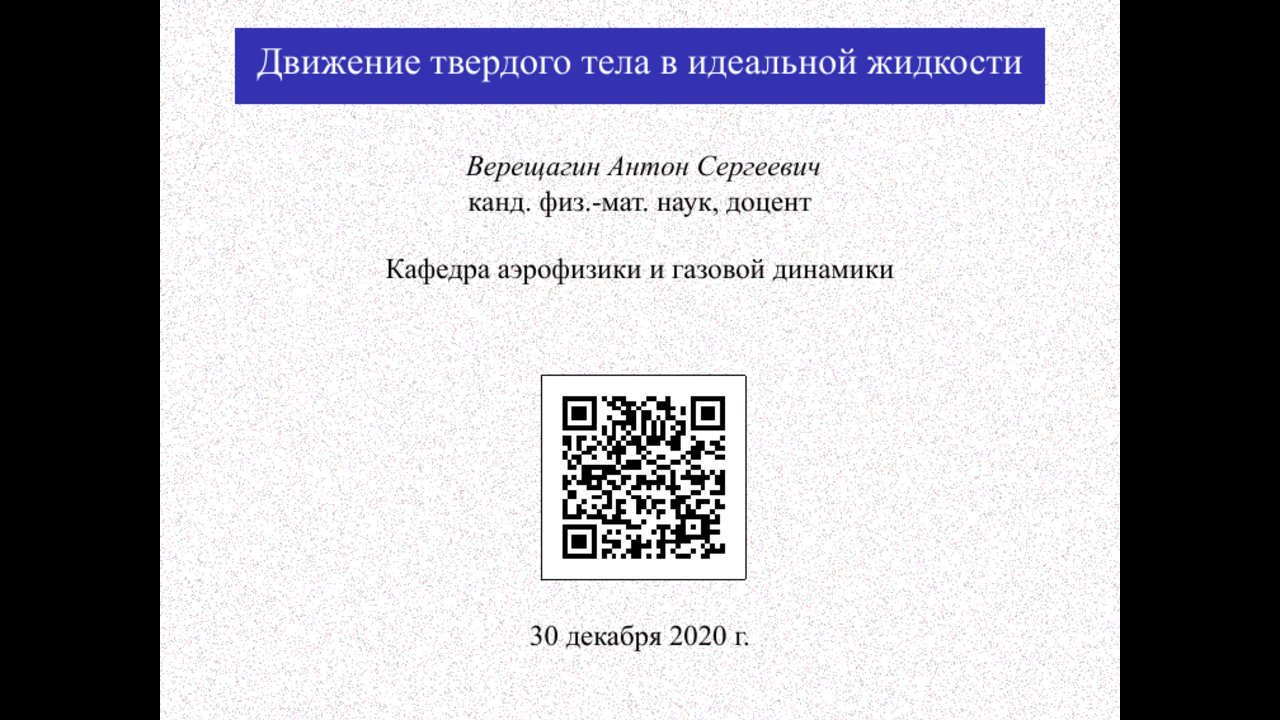 Движение твердого тела в идеальной жидкости
Верещагин Антон Сергеевич
канд. физ.-мат. наук, доцент
Кафедра аэрофизики и газовой динамики
30 декабря 2020 г.